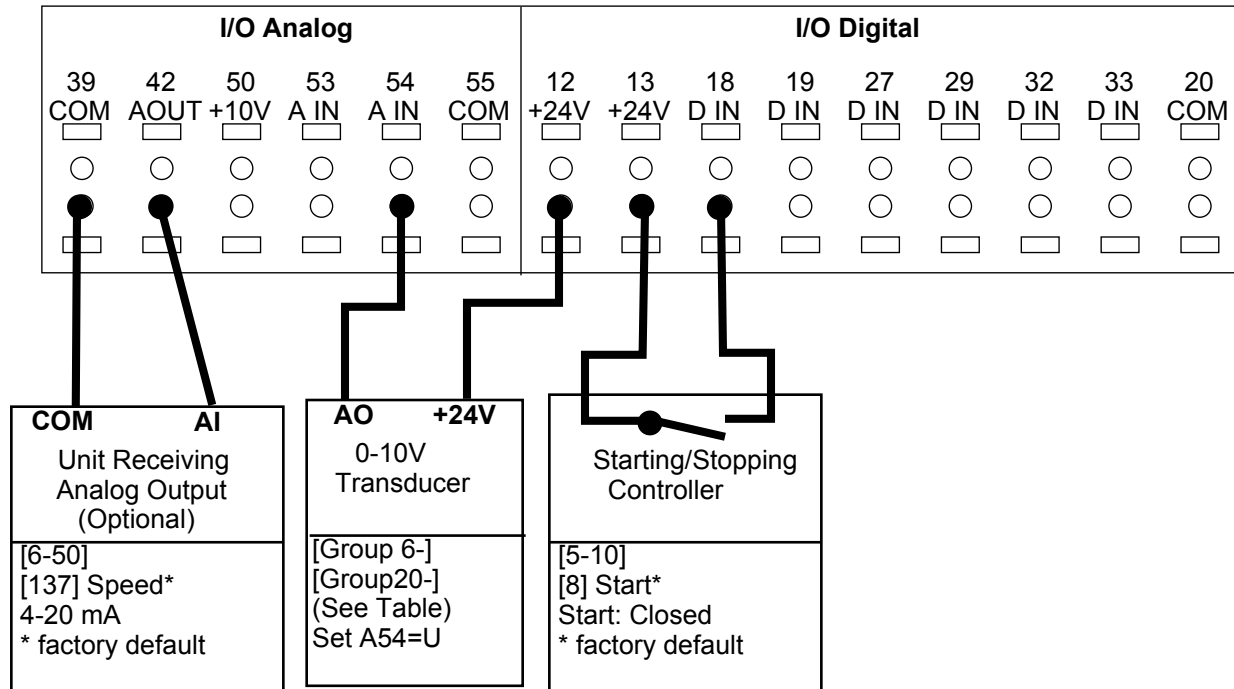 I/O Analog
I/O Digital
39 42 50 53 54 55 12 13 18 19 27 29 32 33 20
COM AOUT +10V A IN A IN COM +24V +24V D IN D IN D IN D IN D IN D IN COM
COM AI
Unit Receiving
Analog Output
(Optional)
[6-50]
[137] Speed*
4-20 mA
* factory default
AO +24V
0-10V
Transducer
[Group 6-]
[Group20-]
(See Table)
Set A54=U
Starting/Stopping
Controller
[5-10]
[8] Start*
Start: Closed
* factory default